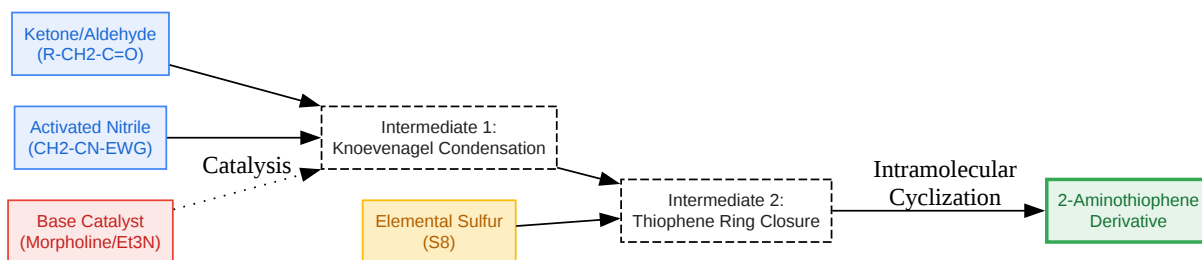 Ketone/Aldehyde
(R-CH2-C=O)
Activated Nitrile
(CH2-CN-EWG)
Base Catalyst
(Morpholine/Et3N)
Catalysis
Intermediate 1:
Knoevenagel Condensation
Elemental Sulfur
(S8)
Intermediate 2:
Thiophene Ring Closure
Intramolecular
Cyclization
2-Aminothiophene
Derivative